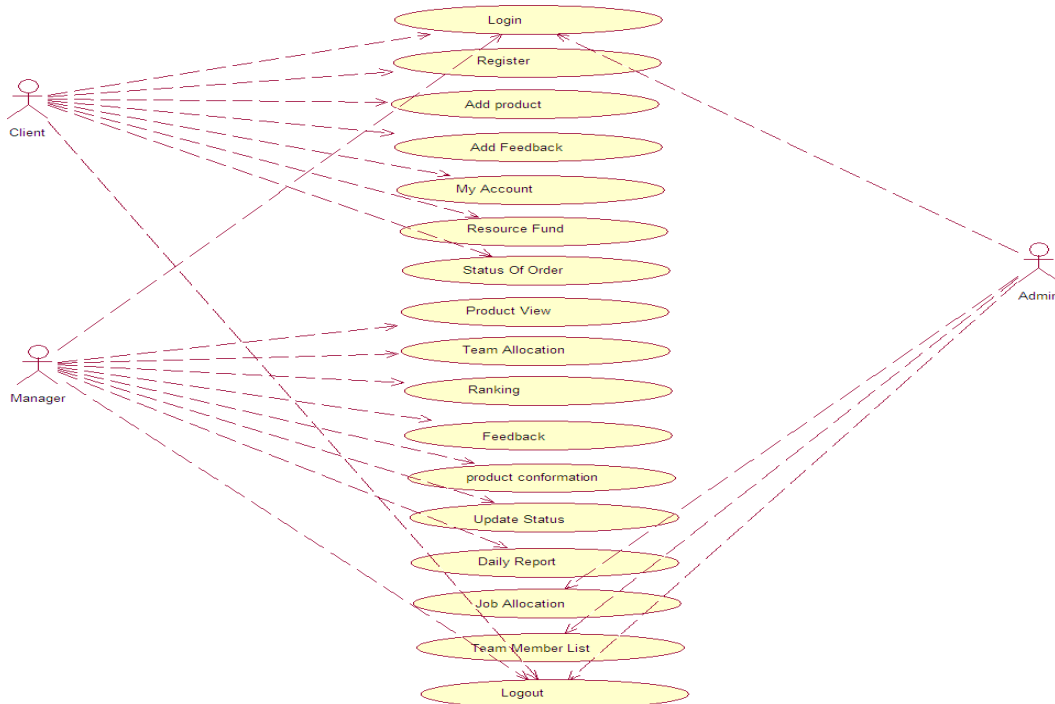 Login
Register
Client
Add product
Add Feedback
My Account
Resource Fund
Status Of Order
Admin
Product View
Team Allocation
Manager
Ranking
Feedback
product conformation
Update Status
Daily Report
Job Allocation
Team Member List
Logout